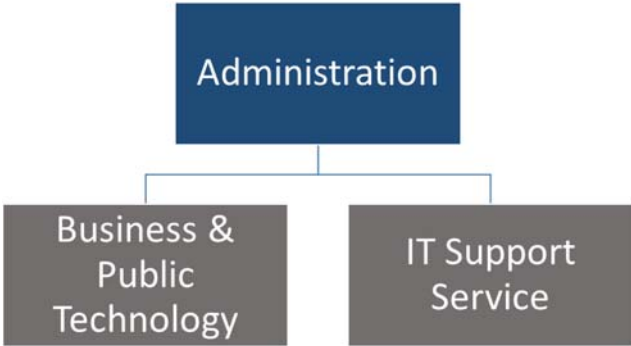 Administration
Business &
Public
Technology
IT Support
Service